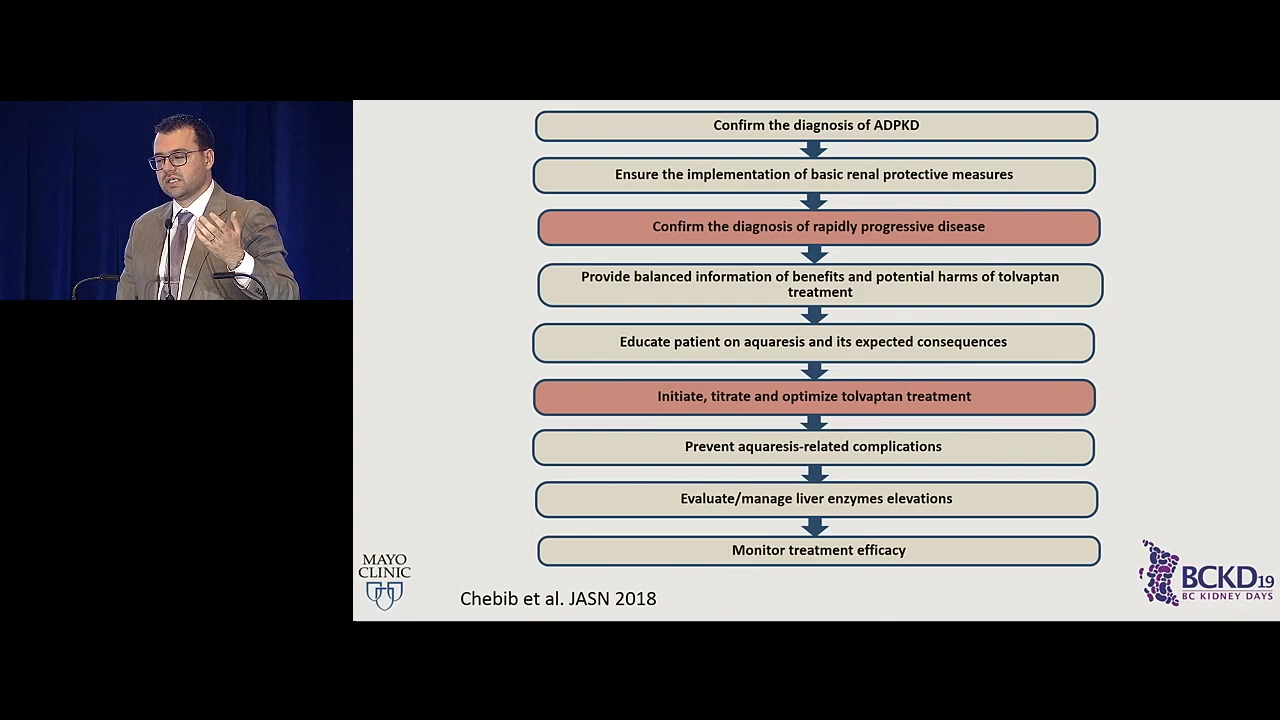 Confirm the diagnosis of ADPKD
Ensure the implementation of basic renal protective measures
Confirm the diagnosis of rapidly progressive disease
Provide balanced information of benefits and potential harms of tolvaptan
treatment
Educate patient on aquaresis and its expected consequences
Initiate, titrate and optimize tolvaptan treatment
Prevent aquaresis-related complications
Evaluate/manage liver enzymes elevations
Monitor treatment efficacy
MAYO
CLINIC
Chebib et al. JASN 2018
BCKD19
BC KIDNEY DAYS